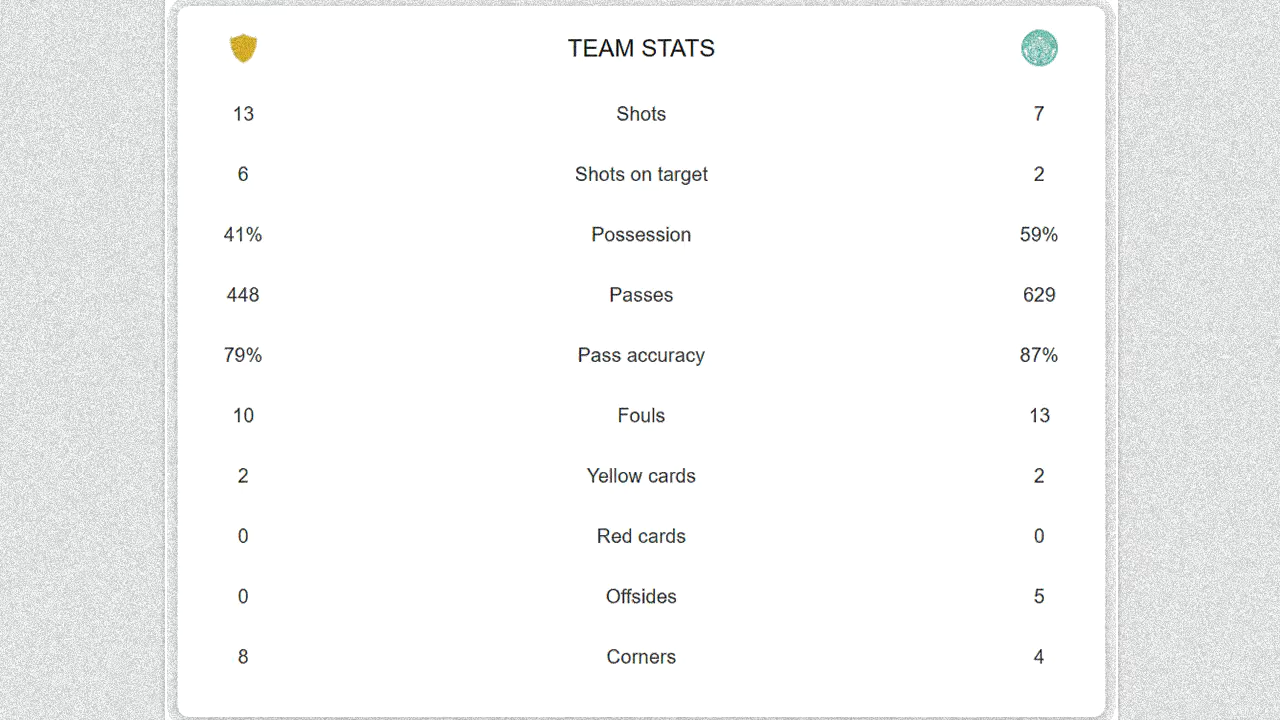 TEAM STATS
13 Shots 7
6 Shots on target 2
41% Possession 59%
448 Passes 629
79% Pass accuracy 87%
10 Fouls 13
2 Yellow cards 2
0 Red cards 0
0 Offsides 5
8 Corners 4